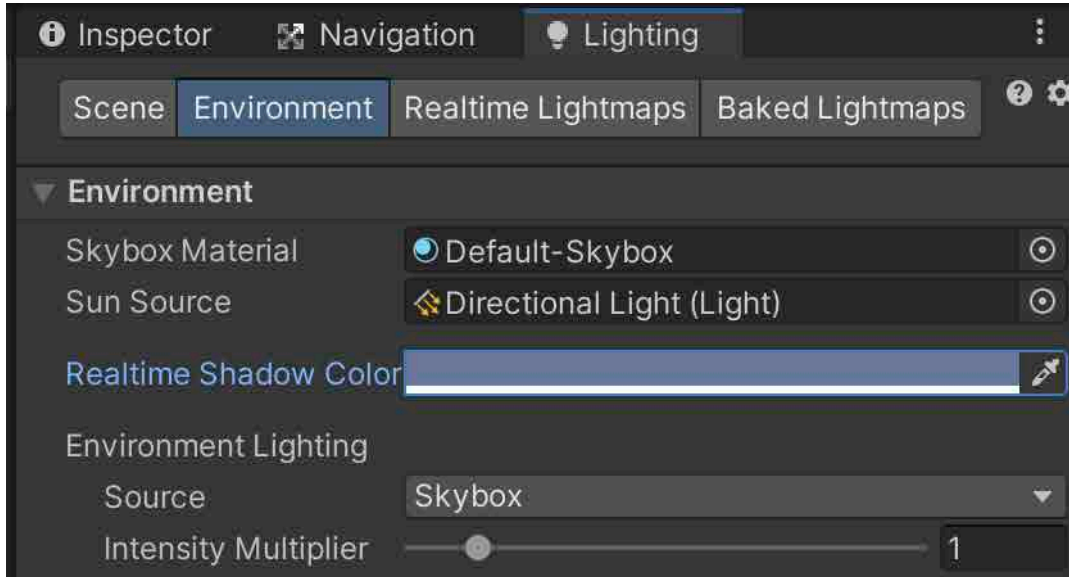 Inspector Navigation Lighting
Scene Environment Realtime Lightmaps Baked Lightmaps
Environment
Skybox Material Default-Skybox
Sun Source Directional Light (Light)
Realtime Shadow Color
Environment Lighting
Source Skybox
Intensity Multiplier 1